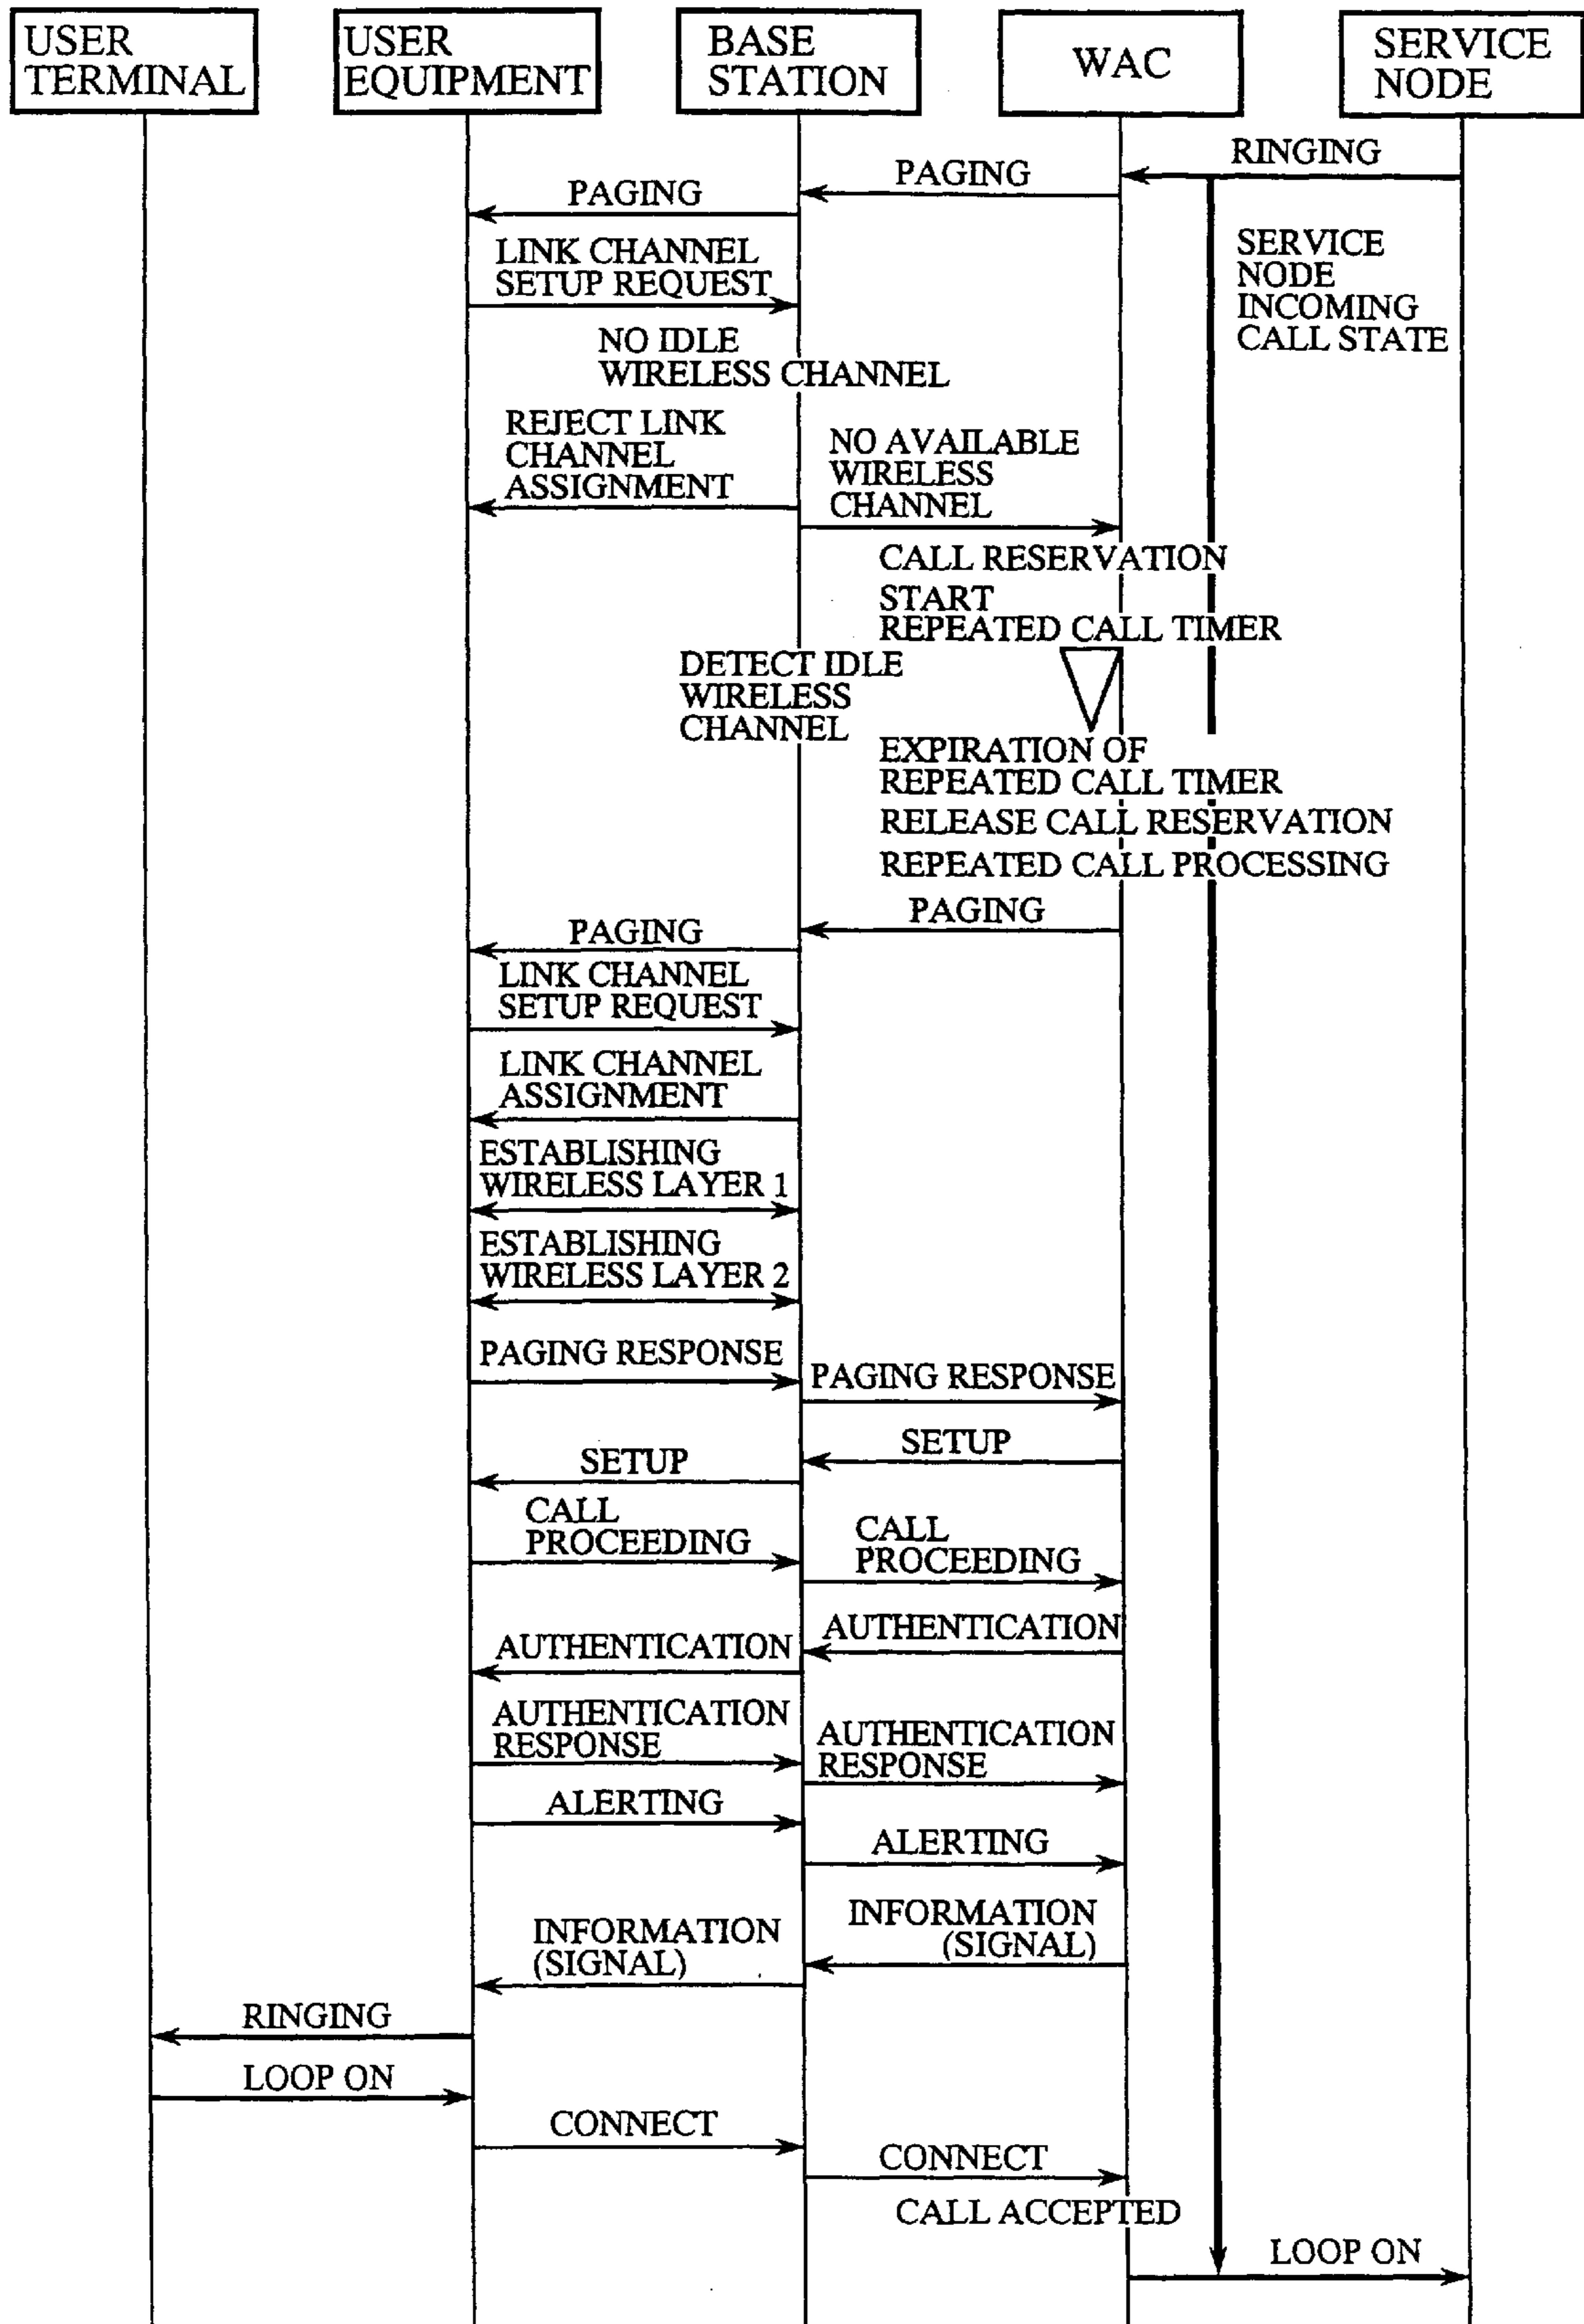 USER
TERMINAL
USER
EQUIPMENT
BASE
STATION
WAC
SERVICE
NODE
RINGING
PAGING
PAGING
SERVICE
NODE
INCOMING
CALL STATE
LINK CHANNEL
SETUP REQUEST
NO IDLE
WIRELESS CHANNEL
REJECT LINK
CHANNEL
ASSIGNMENT
NO AVAILABLE
WIRELESS
CHANNEL
CALL RESERVATION
START
REPEATED CALL TIMER
DETECT IDLE
WIRELESS
CHANNEL
EXPIRATION OF
REPEATED CALL TIMER
RELEASE CALL RESERVATION
REPEATED CALL PROCESSING
PAGING
PAGING
LINK CHANNEL
SETUP REQUEST
LINK CHANNEL
ASSIGNMENT
ESTABLISHING
WIRELESS LAYER 1
ESTABLISHING
WIRELESS LAYER 2
PAGING RESPONSE
PAGING RESPONSE
SETUP
SETUP
CALL
PROCEEDING
CALL
PROCEEDING
AUTHENTICATION
AUTHENTICATION
AUTHENTICATION
RESPONSE
AUTHENTICATION
RESPONSE
ALERTING
ALERTING
INFORMATION
(SIGNAL)
INFORMATION
(SIGNAL)
RINGING
LOOP ON
CONNECT
CONNECT
CALL ACCEPTED
LOOP ON